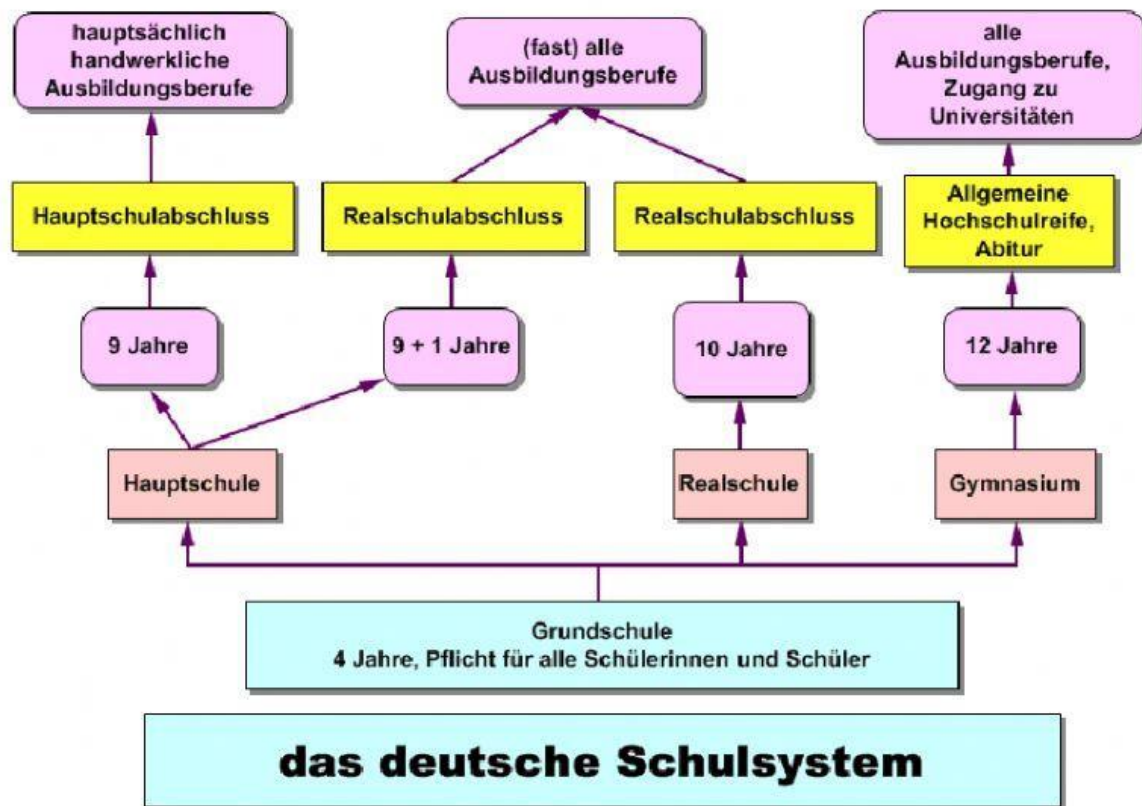 hauptsächlich
handwerkliche
Ausbildungsberufe
(fast) alle
Ausbildungsberufe
alle
Ausbildungsberufe,
Zugang zu
Universitäten
Hauptschulabschluss
Realschulabschluss
Realschulabschluss
Allgemeine
Hochschulreife,
Abitur
9 Jahre
9 + 1 Jahre
10 Jahre
12 Jahre
Hauptschule
Realschule
Gymnasium
Grundschule
4 Jahre, Pflicht für alle Schülerinnen und Schüler
das deutsche Schulsystem